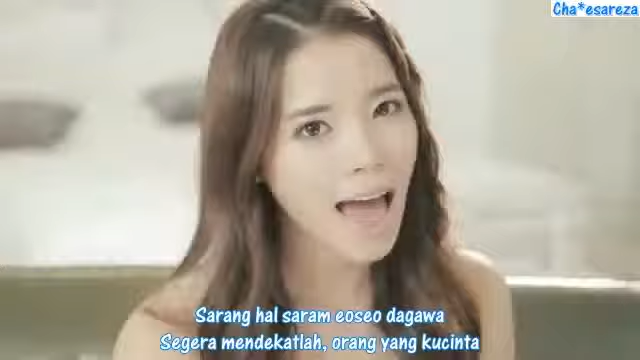 Cha*esareza
Sarang hal saram eoseo dagawa
Segera mendekatlah, orang yang kucinta